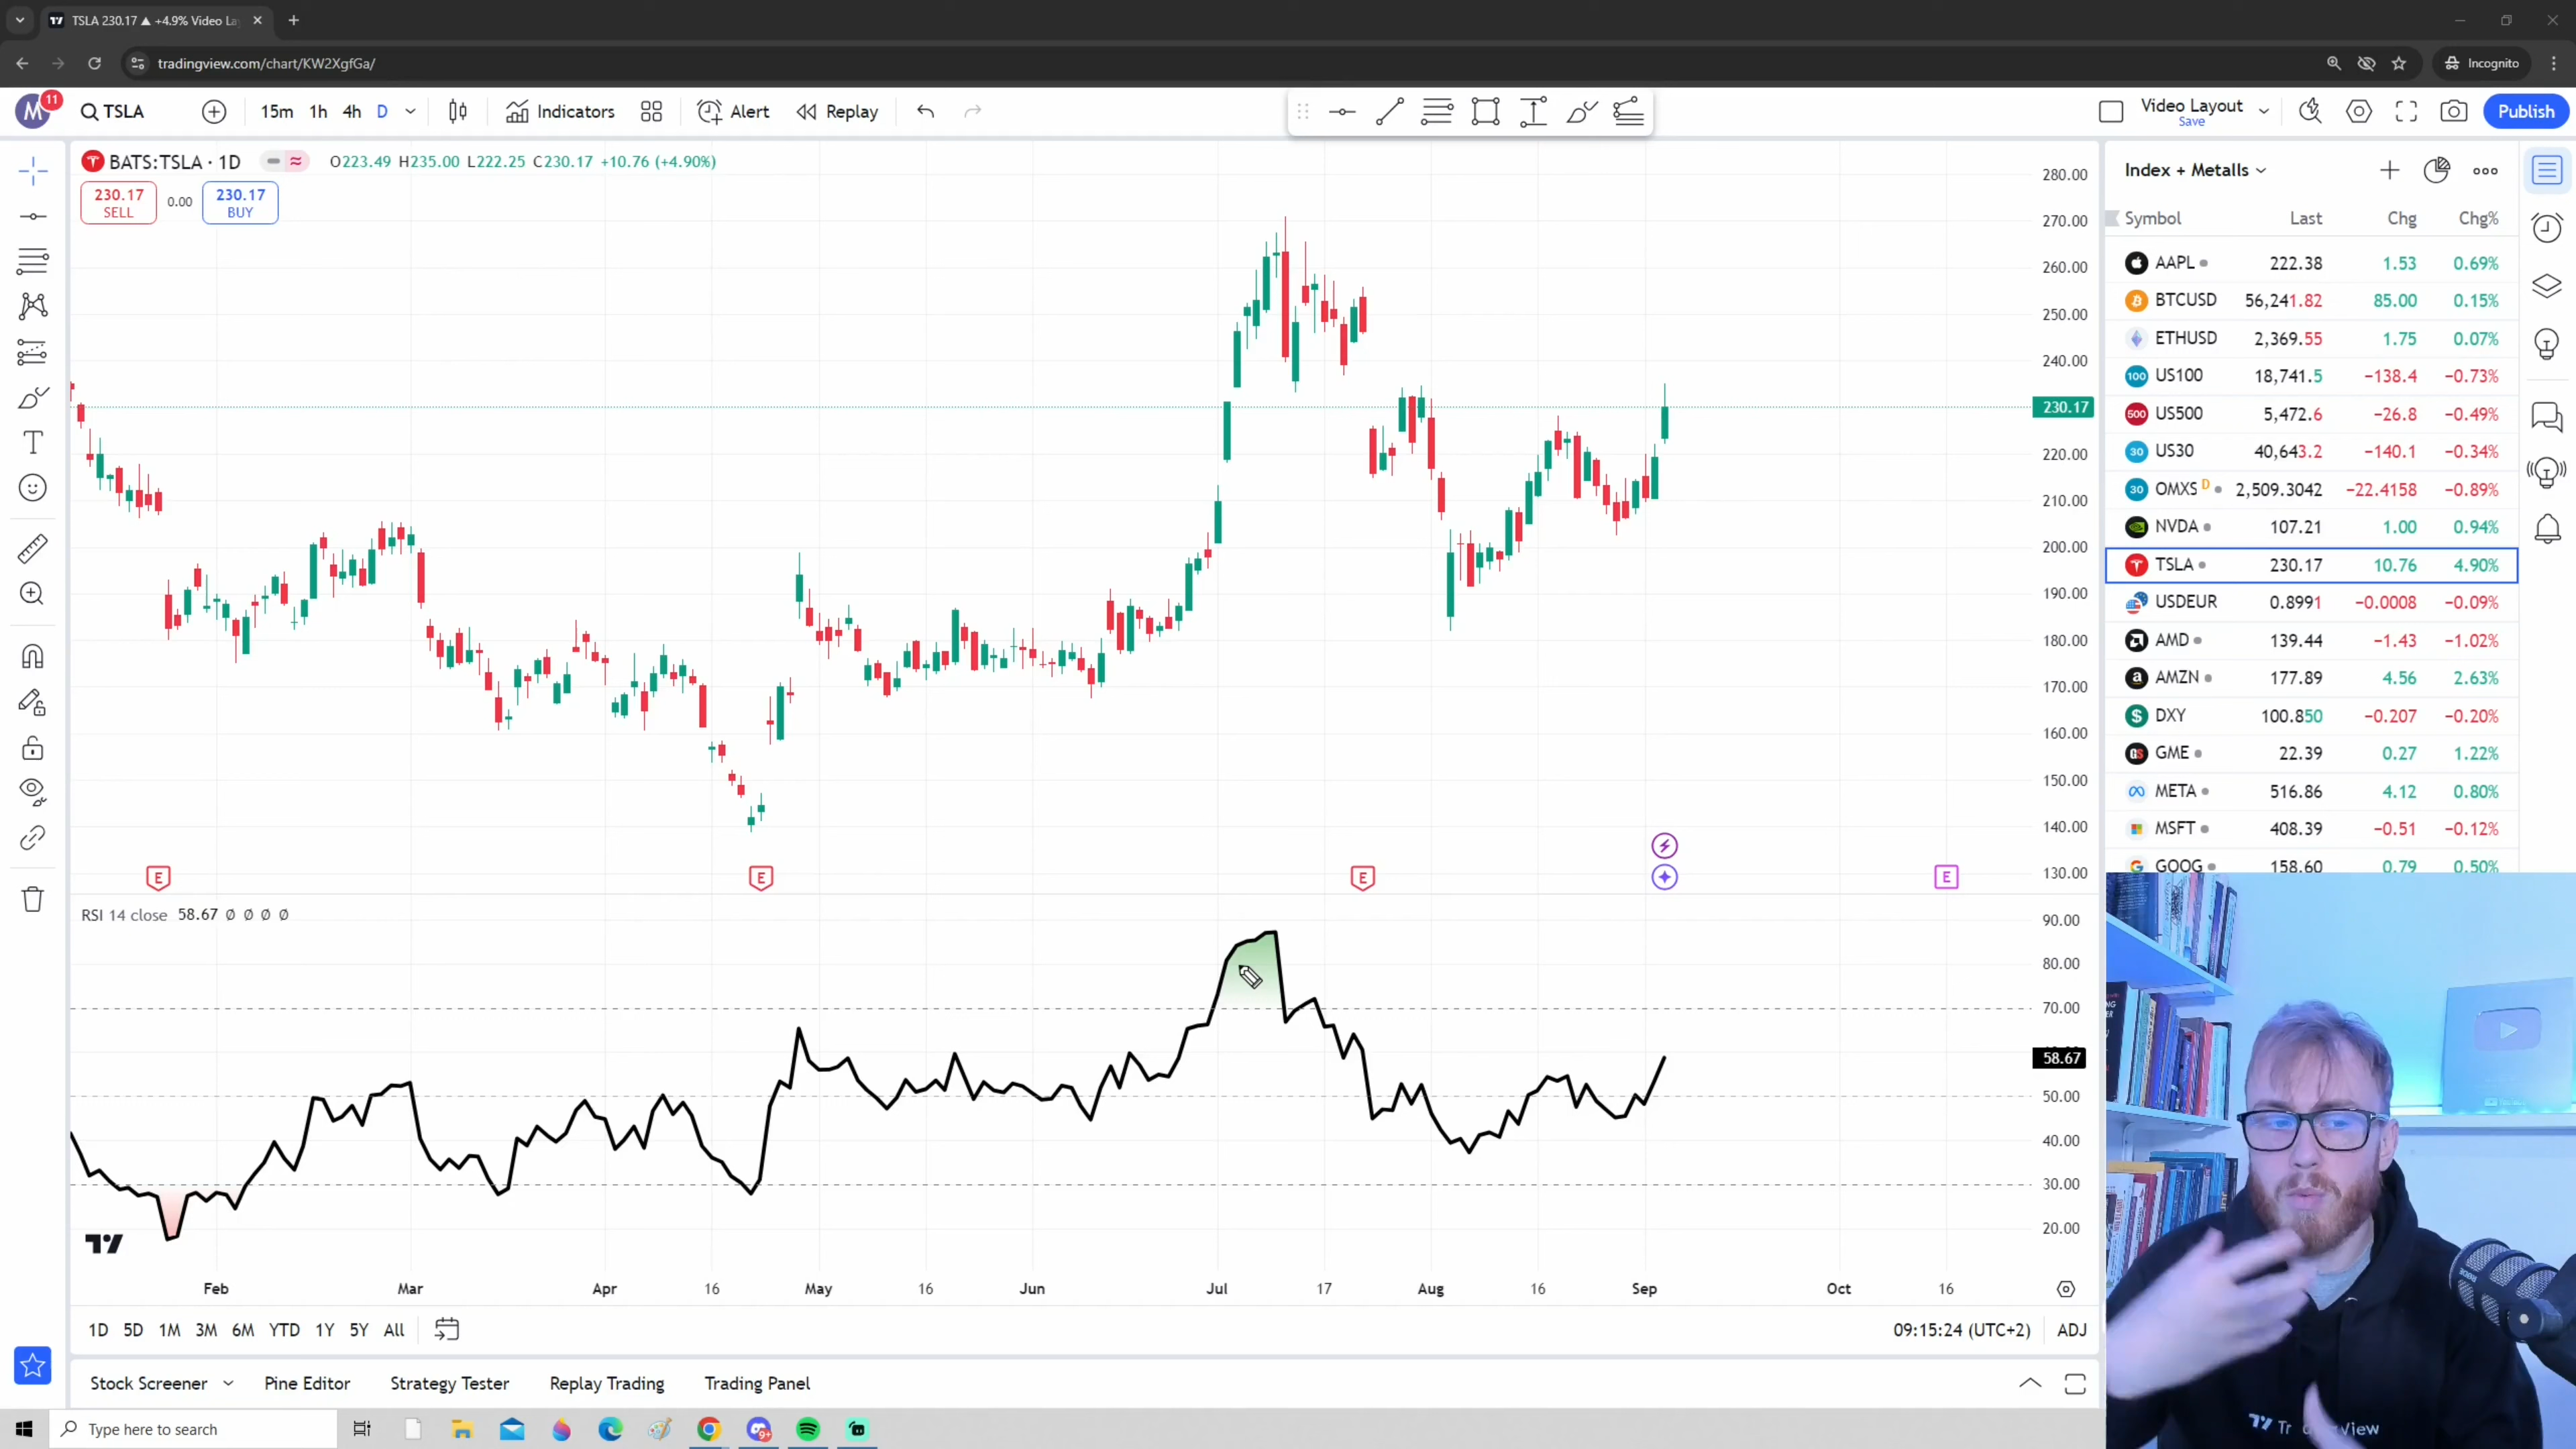 TSLA 230.17 ▲ +4.9% Video La
tradingview.com/chart/KW2XgfGa/
Incognito
M 11 TSLA 15m 1h 4h D Indicators Alert Replay Video Layout Save Publish
BATS:TSLA · 1D O223.49 H235.00 L222.25 C230.17 +10.76 (+4.90%)
230.17 SELL 0.00 230.17 BUY
280.00
270.00
260.00
250.00
240.00
230.17
220.00
210.00
200.00
190.00
180.00
170.00
160.00
150.00
140.00
130.00
E E E E
RSI 14 close 58.67 Ø Ø Ø Ø
90.00
80.00
70.00
58.67
50.00
40.00
30.00
20.00
Feb Mar Apr 16 May 16 Jun Jul 17 Aug 16 Sep Oct 16
1D 5D 1M 3M 6M YTD 1Y 5Y All 09:15:24 (UTC+2) ADJ
Stock Screener Pine Editor Strategy Tester Replay Trading Trading Panel
Type here to search 9+
Index + Metalls
Symbol Last Chg Chg%
AAPL 222.38 1.53 0.69%
BTCUSD 56,241.82 85.00 0.15%
ETHUSD 2,369.55 1.75 0.07%
100 US100 18,741.5 −138.4 −0.73%
500 US500 5,472.6 −26.8 −0.49%
30 US30 40,643.2 −140.1 −0.34%
30 OMXS D 2,509.3042 −22.4158 −0.89%
NVDA 107.21 1.00 0.94%
TSLA 230.17 10.76 4.90%
USDEUR 0.8991 −0.0008 −0.09%
AMD 139.44 −1.43 −1.02%
AMZN 177.89 4.56 2.63%
DXY 100.850 −0.207 −0.20%
GME 22.39 0.27 1.22%
META 516.86 4.12 0.80%
MSFT 408.39 −0.51 −0.12%
GOOG 158.60 0.79 0.50%